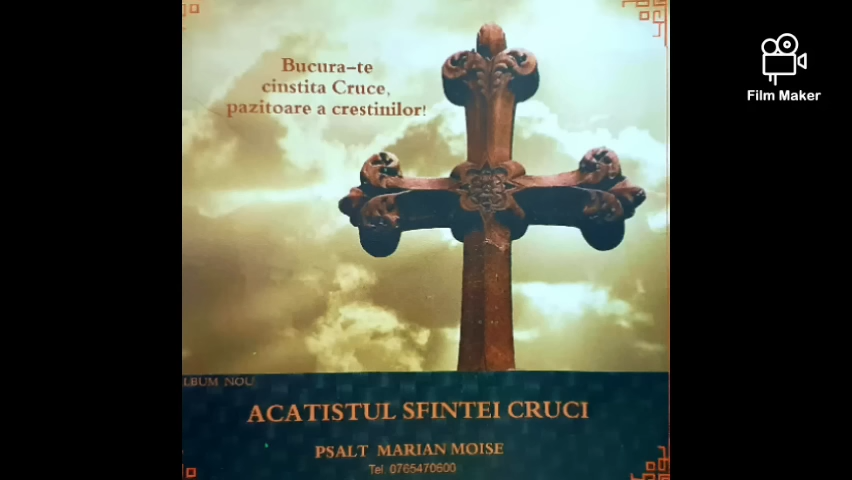 Bucura-te
cinstita Cruce,
pazitoare a crestinilor!
Film Maker
LBUM NOU
ACATISTUL SFINTEI CRUCI
PSALT MARIAN MOISE
Tel. 0765470600